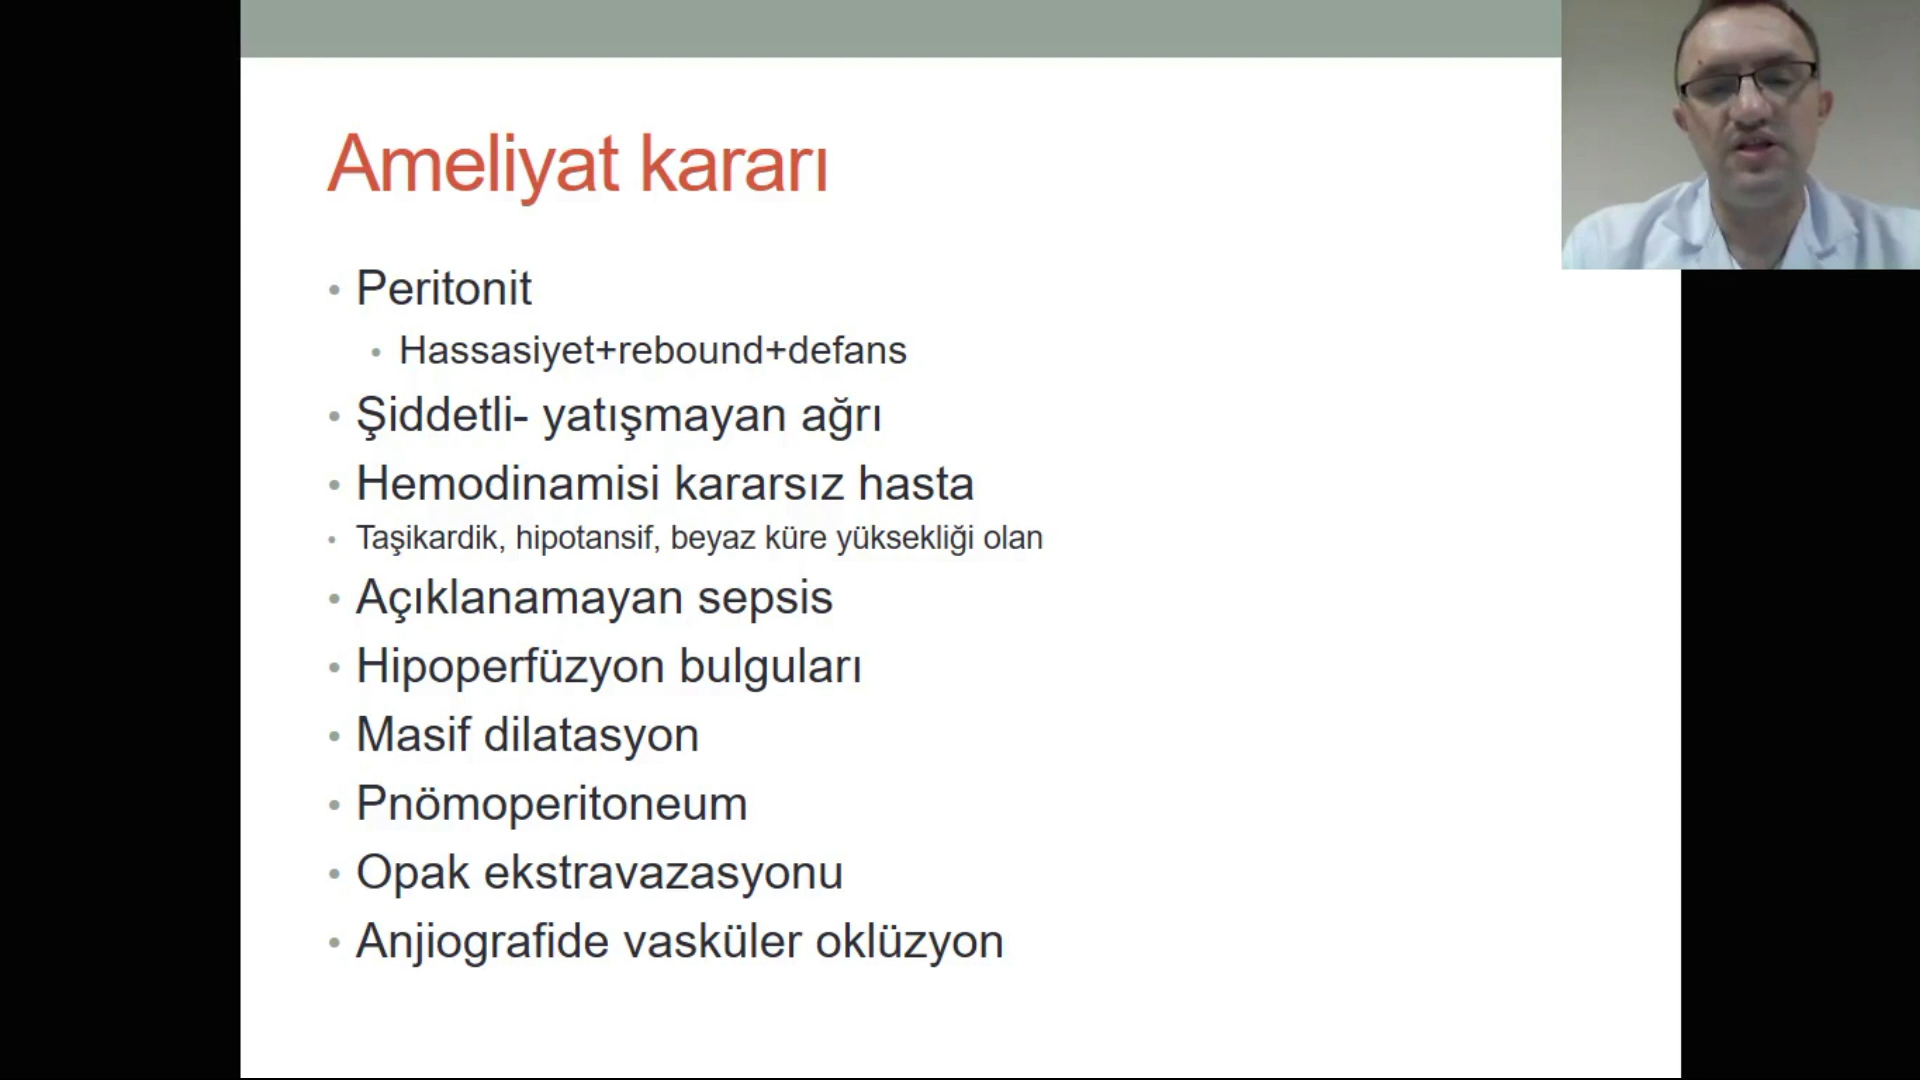 Ameliyat kararı
• Peritonit
• Hassasiyet+rebound+defans
• Şiddetli- yatışmayan ağrı
• Hemodinamisi kararsız hasta
• Taşikardik, hipotansif, beyaz küre yüksekliği olan
• Açıklanamayan sepsis
• Hipoperfüzyon bulguları
• Masif dilatasyon
• Pnömoperitoneum
• Opak ekstravazasyonu
• Anjiografide vasküler oklüzyon